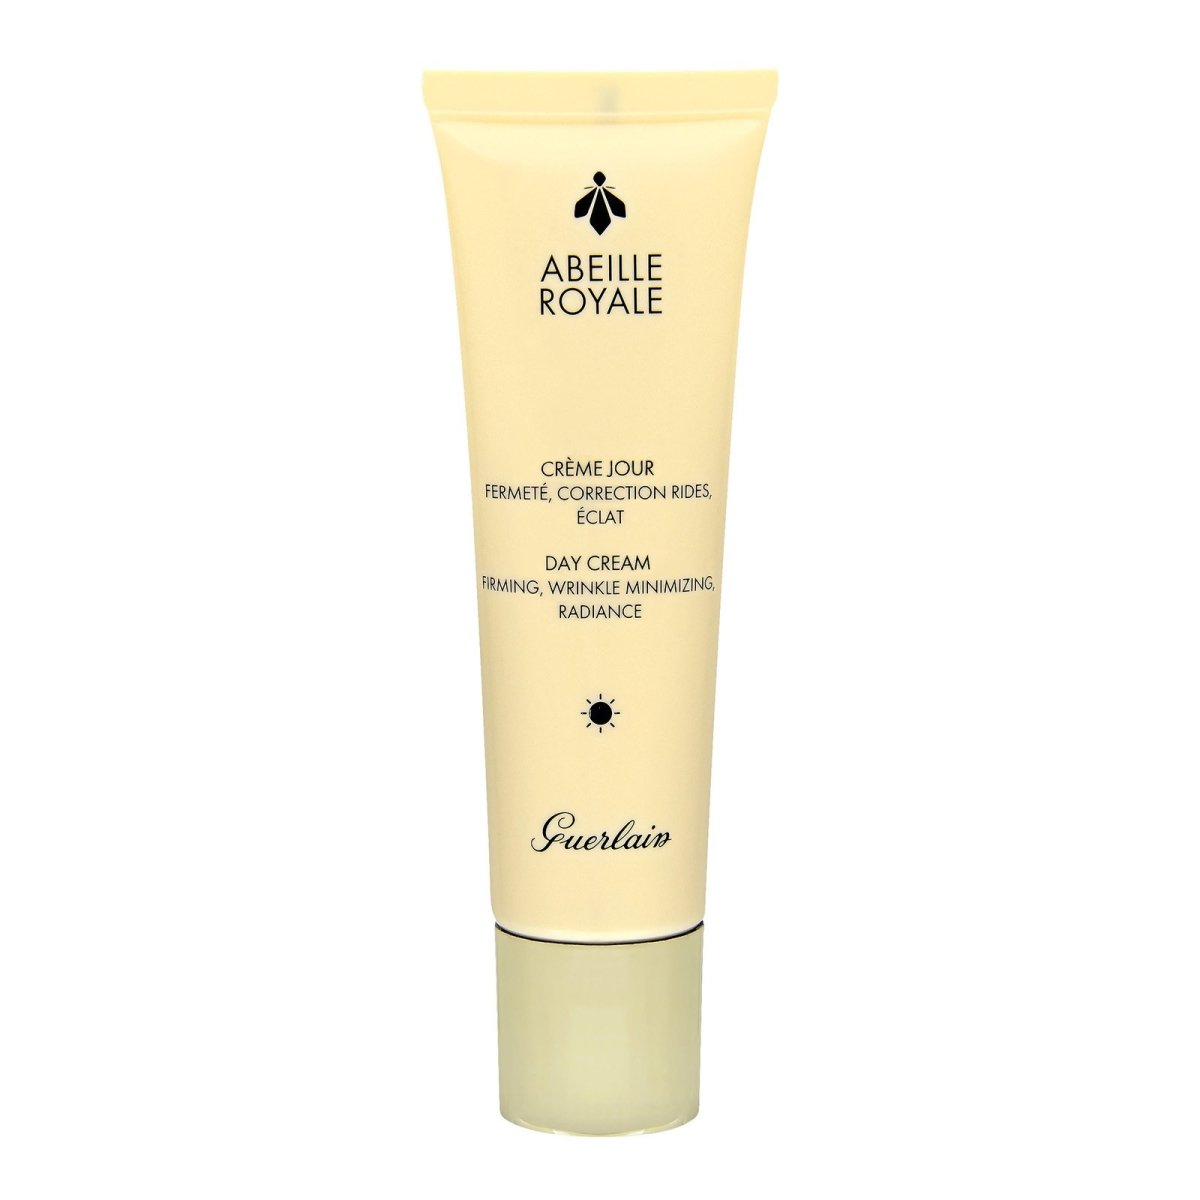 ABEILLE
ROYALE
CRÈME JOUR
FERMETÉ, CORRECTION RIDES,
ÉCLAT
DAY CREAM
FIRMING, WRINKLE MINIMIZING,
RADIANCE
Guerlain